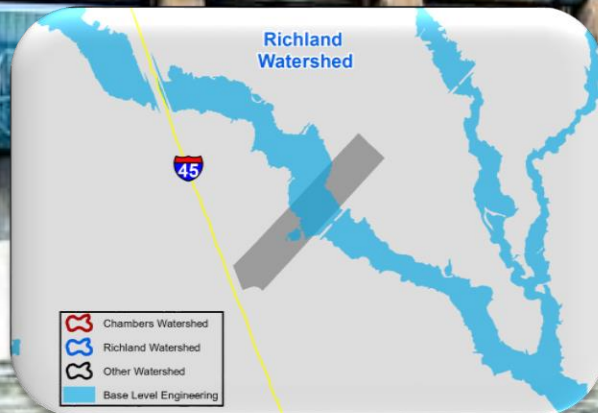 Richland
Watershed
45
Chambers Watershed
Richland Watershed
Other Watershed
Base Level Engineering